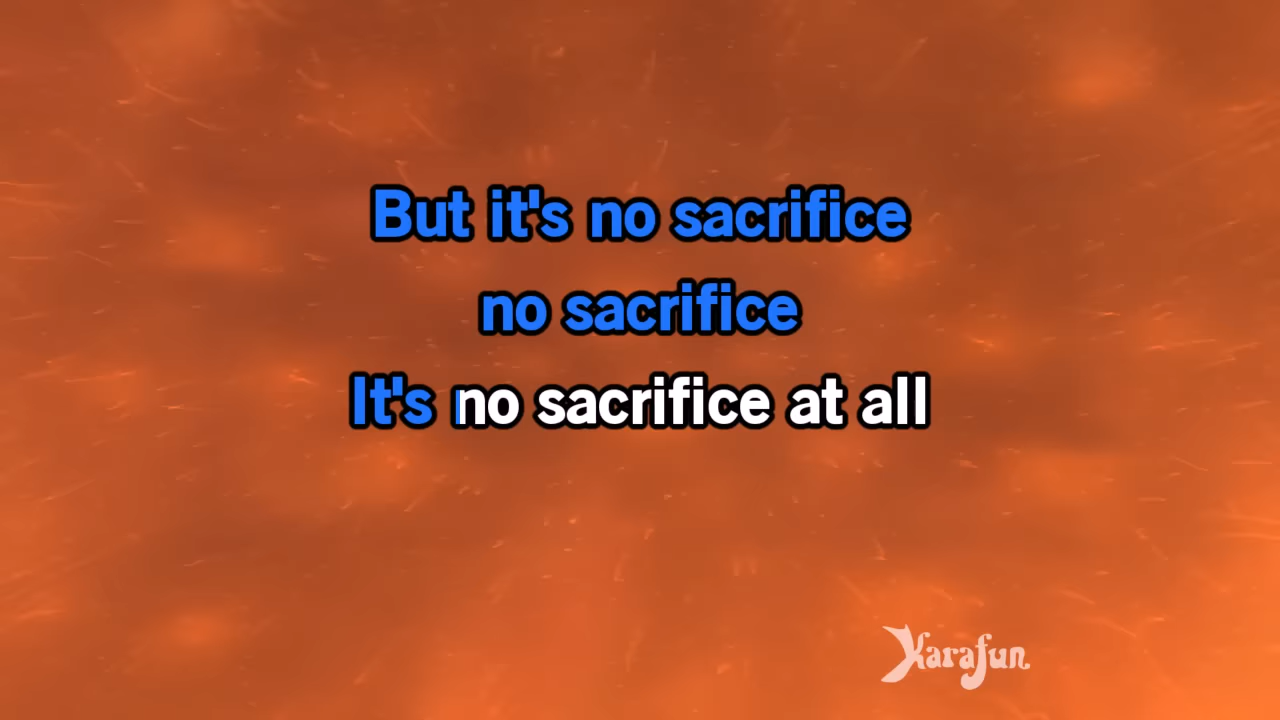 But it's no sacrifice
no sacrifice
It's no sacrifice at all
Karafun